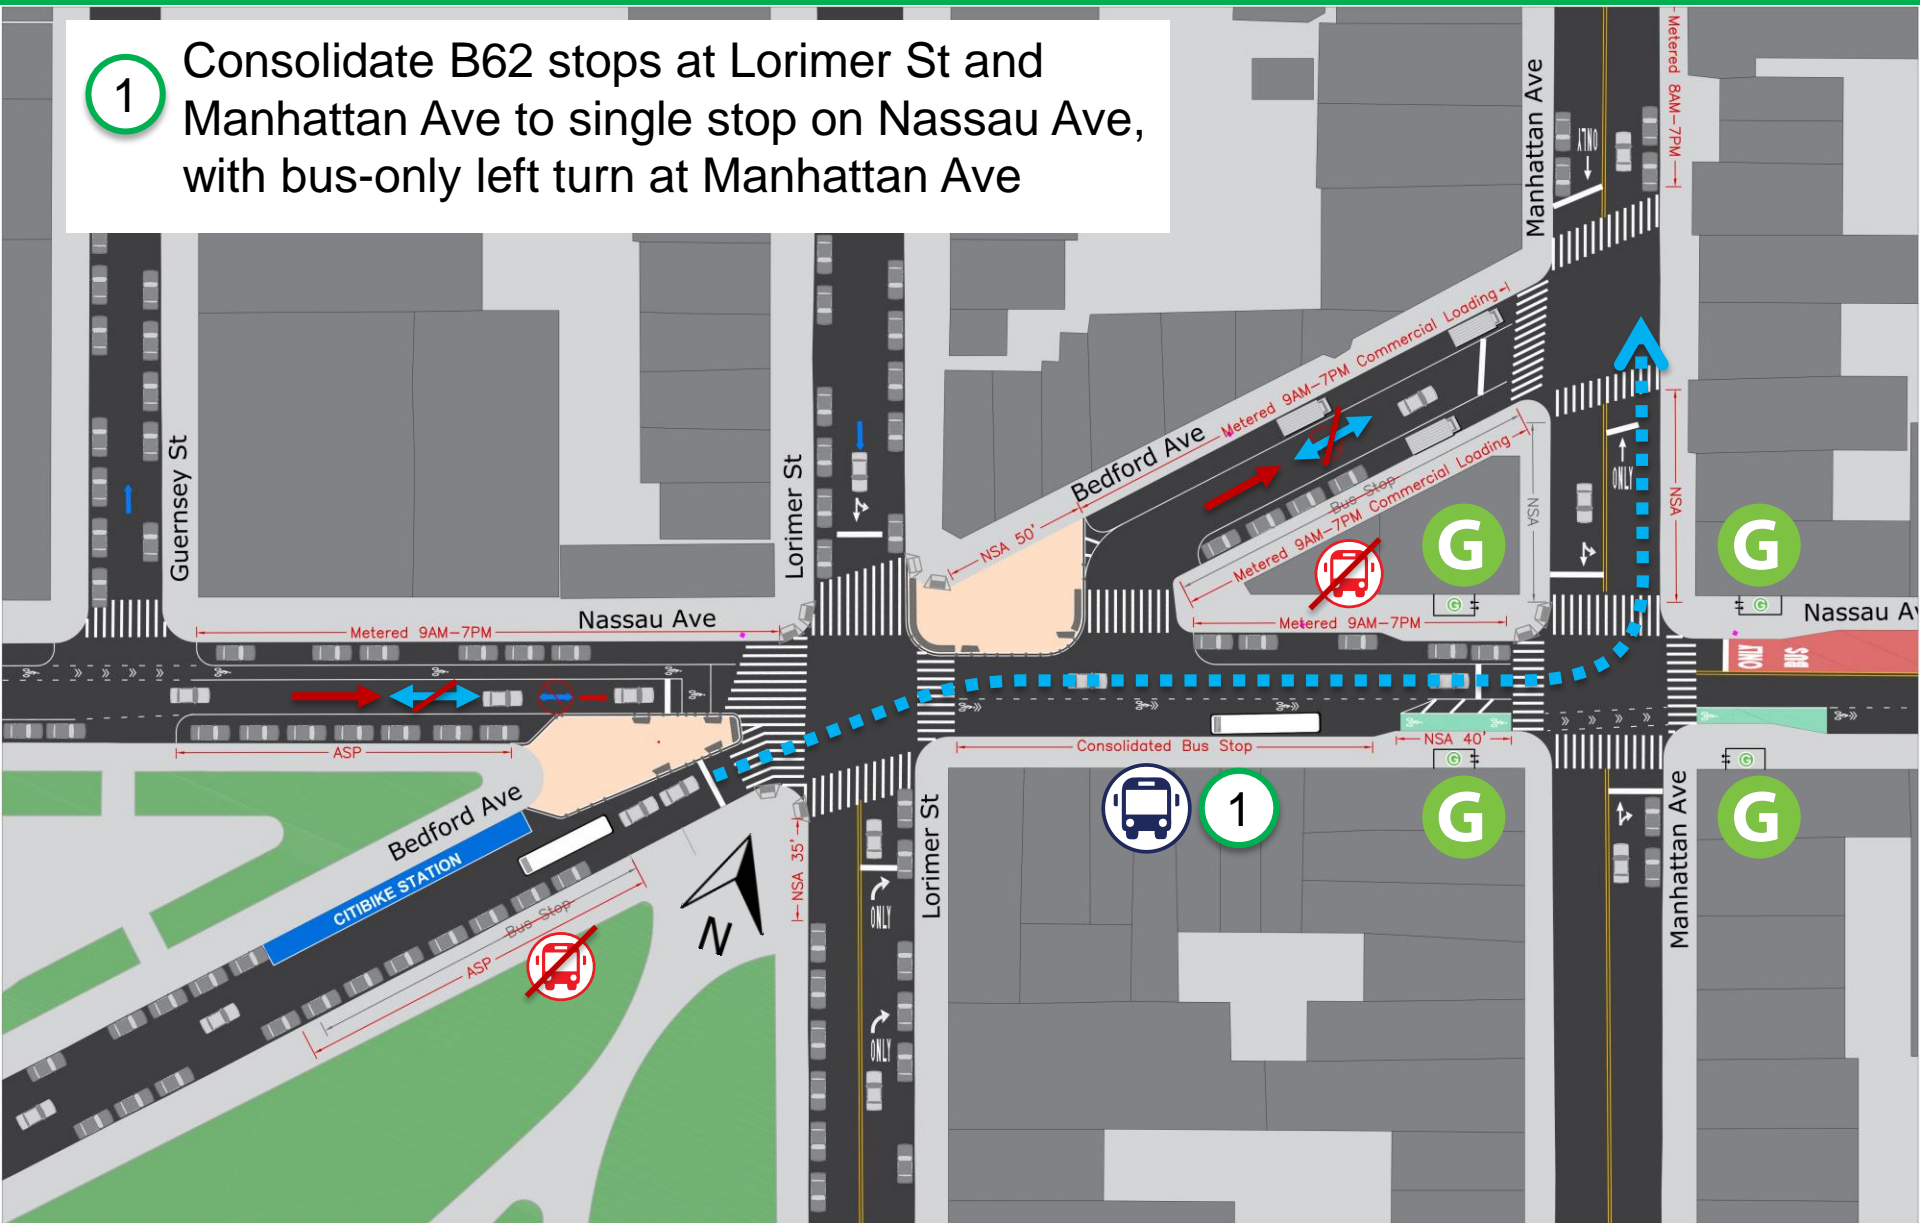 1
Consolidate B62 stops at Lorimer St and
Manhattan Ave to single stop on Nassau Ave,
with bus-only left turn at Manhattan Ave
Manhattan Ave
Metered 8AM-7PM
ONLY
Guernsey St
Lorimer St
Bedford Ave
Metered 9AM-7PM Commercial Loading
NSA 50'
Bus Stop
Metered 9AM-7PM Commercial Loading
NSA
ONLY
NSA
G
G
G
G
Nassau Ave
Metered 9AM-7PM
Metered 9AM-7PM
Nassau Av
ONLY
BUS
ASP
Consolidated Bus Stop
NSA 40'
G
G
1
G
G
Bedford Ave
CITIBIKE STATION
Bus Stop
ASP
N
NSA 35'
Lorimer St
ONLY
ONLY
Manhattan Ave